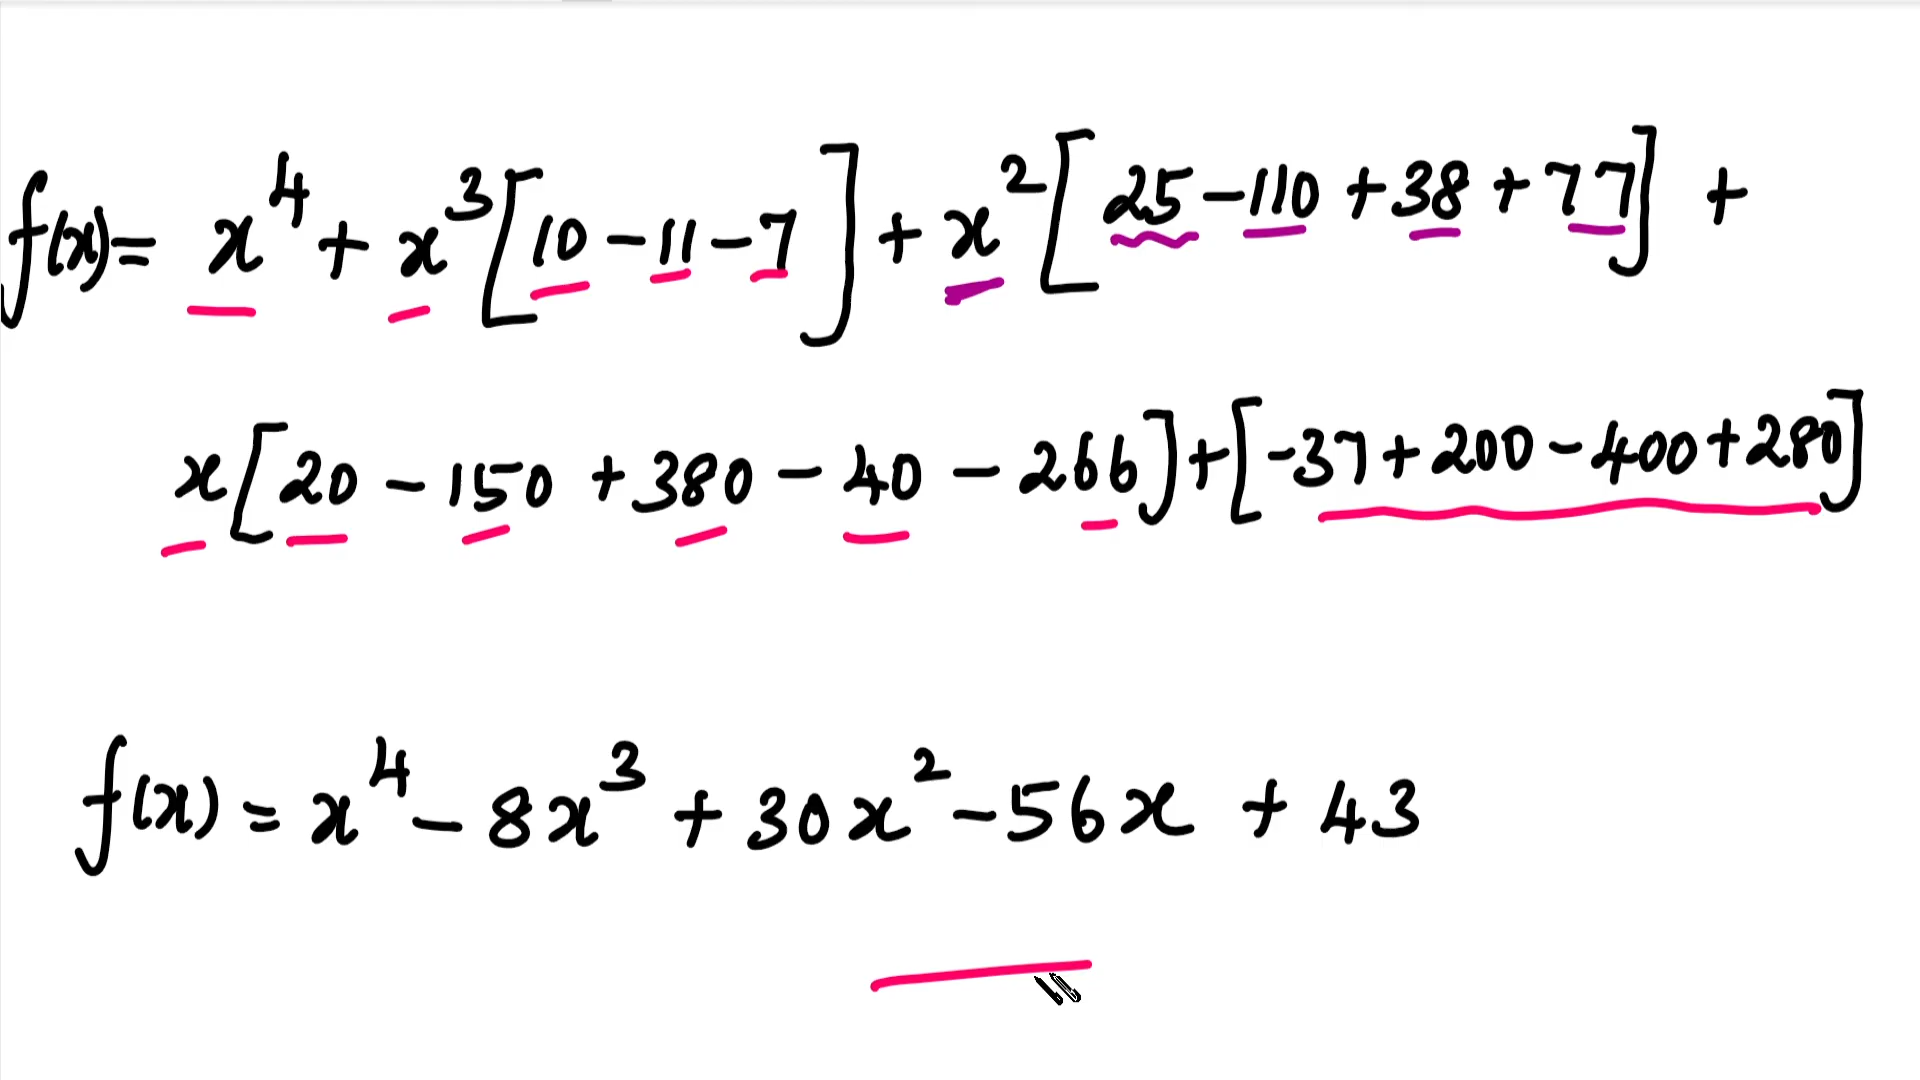 f(x)= x⁴ + x³[10-11-7] + x²[25-110+38+77] +
x[20-150+380-40-266]+[-37+200-400+280]
f(x) = x⁴ - 8x³ + 30x² - 56x + 43